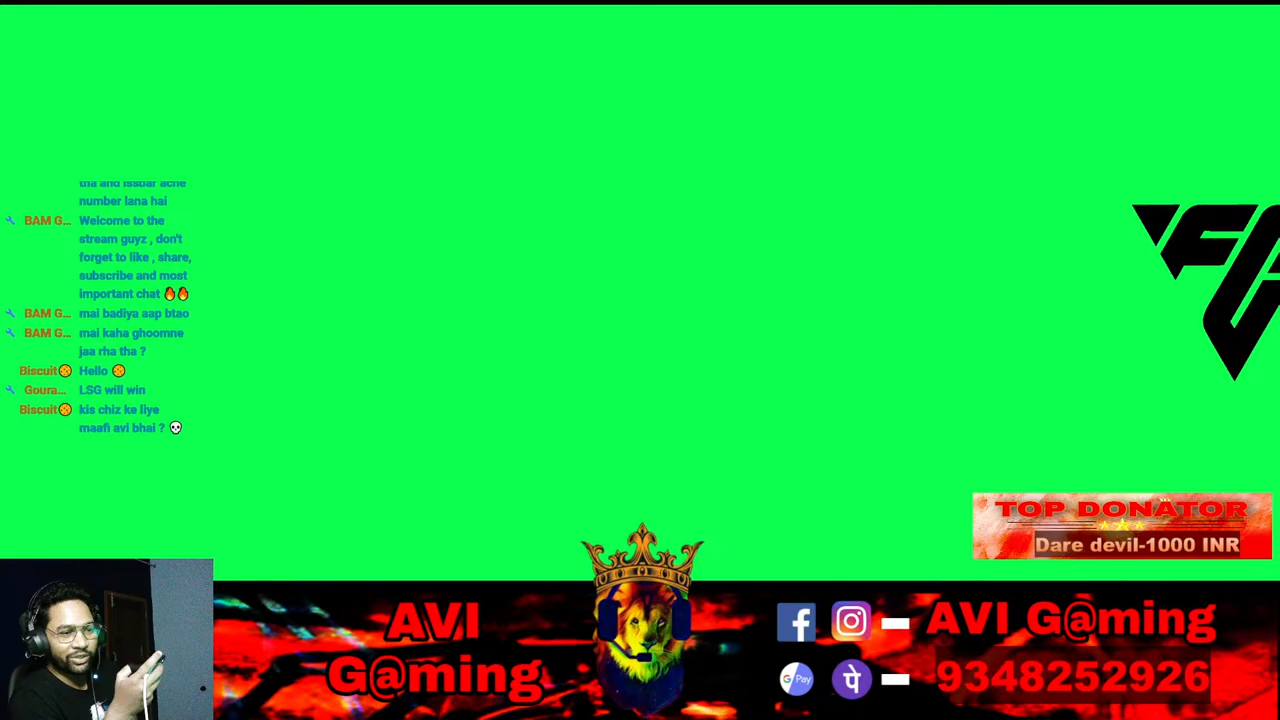 tha and issbar ache
number lana hai
BAM G... Welcome to the
stream guyz , don't
forget to like , share,
subscribe and most
important chat 🔥🔥
BAM G... mai badiya aap btao
BAM G... mai kaha ghoomne
jaa rha tha ?
Biscuit🍪 Hello 🍪
Goura... LSG will win
Biscuit🍪 kis chiz ke liye
maafi avi bhai ? 💀
FC
TOP DONATOR
Dare devil-1000 INR
AVI
G@ming
AVI G@ming
G Pay पे 9348252926